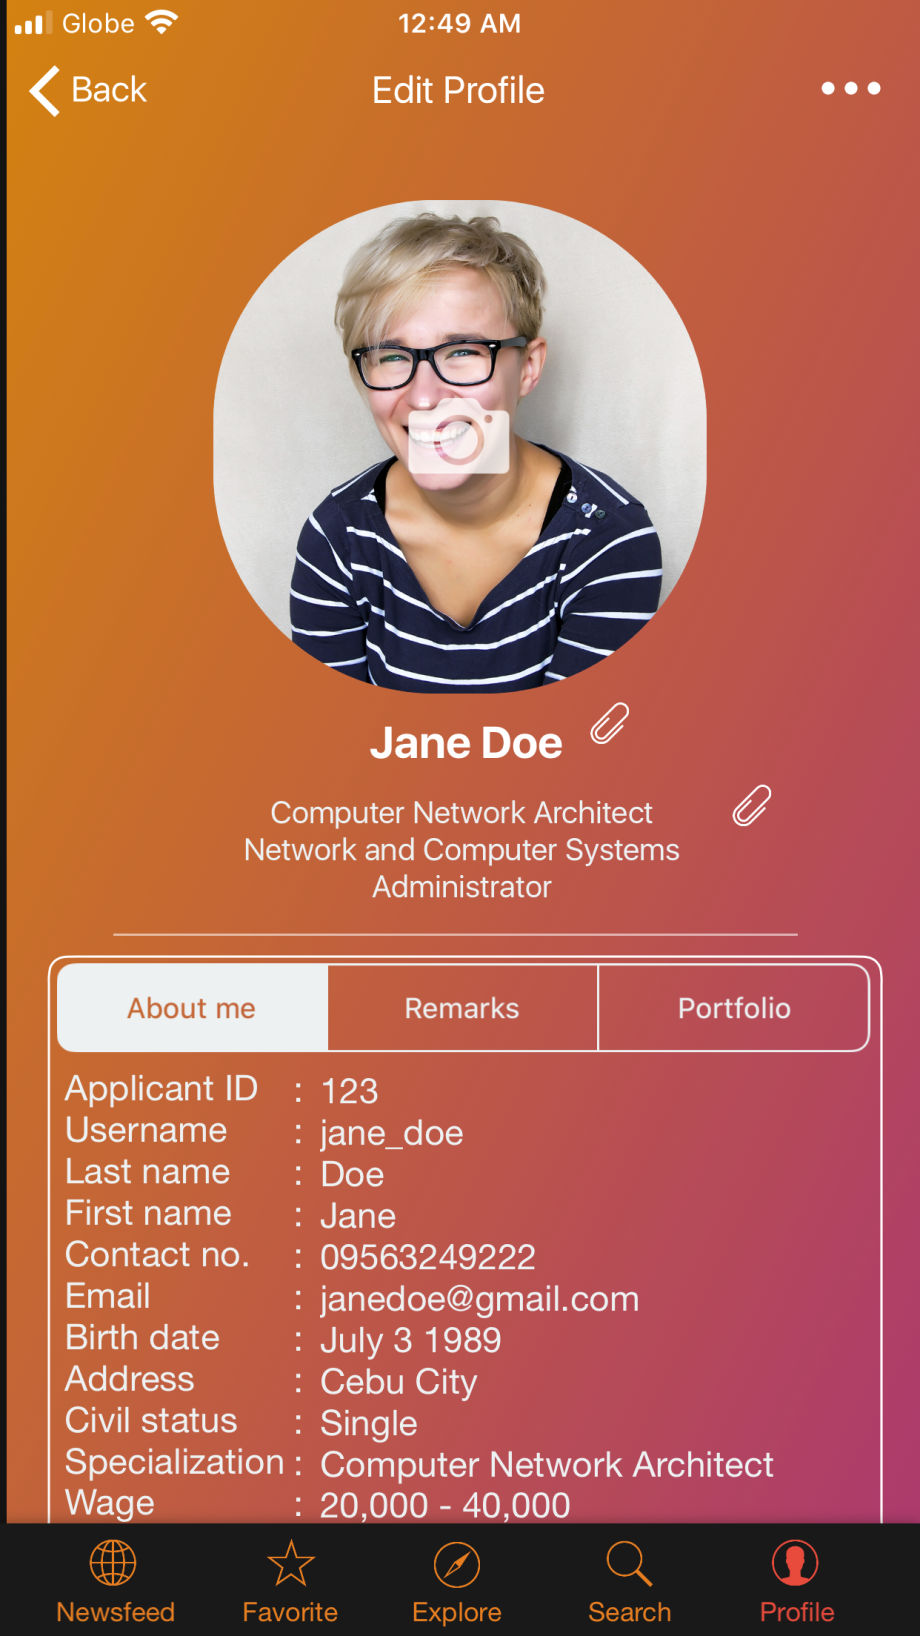 Globe 12:49 AM
Back Edit Profile
Jane Doe
Computer Network Architect
Network and Computer Systems
Administrator
About me Remarks Portfolio
Applicant ID : 123
Username : jane_doe
Last name : Doe
First name : Jane
Contact no. : 09563249222
Email : janedoe@gmail.com
Birth date : July 3 1989
Address : Cebu City
Civil status : Single
Specialization : Computer Network Architect
Wage : 20,000 - 40,000
Newsfeed Favorite Explore Search Profile